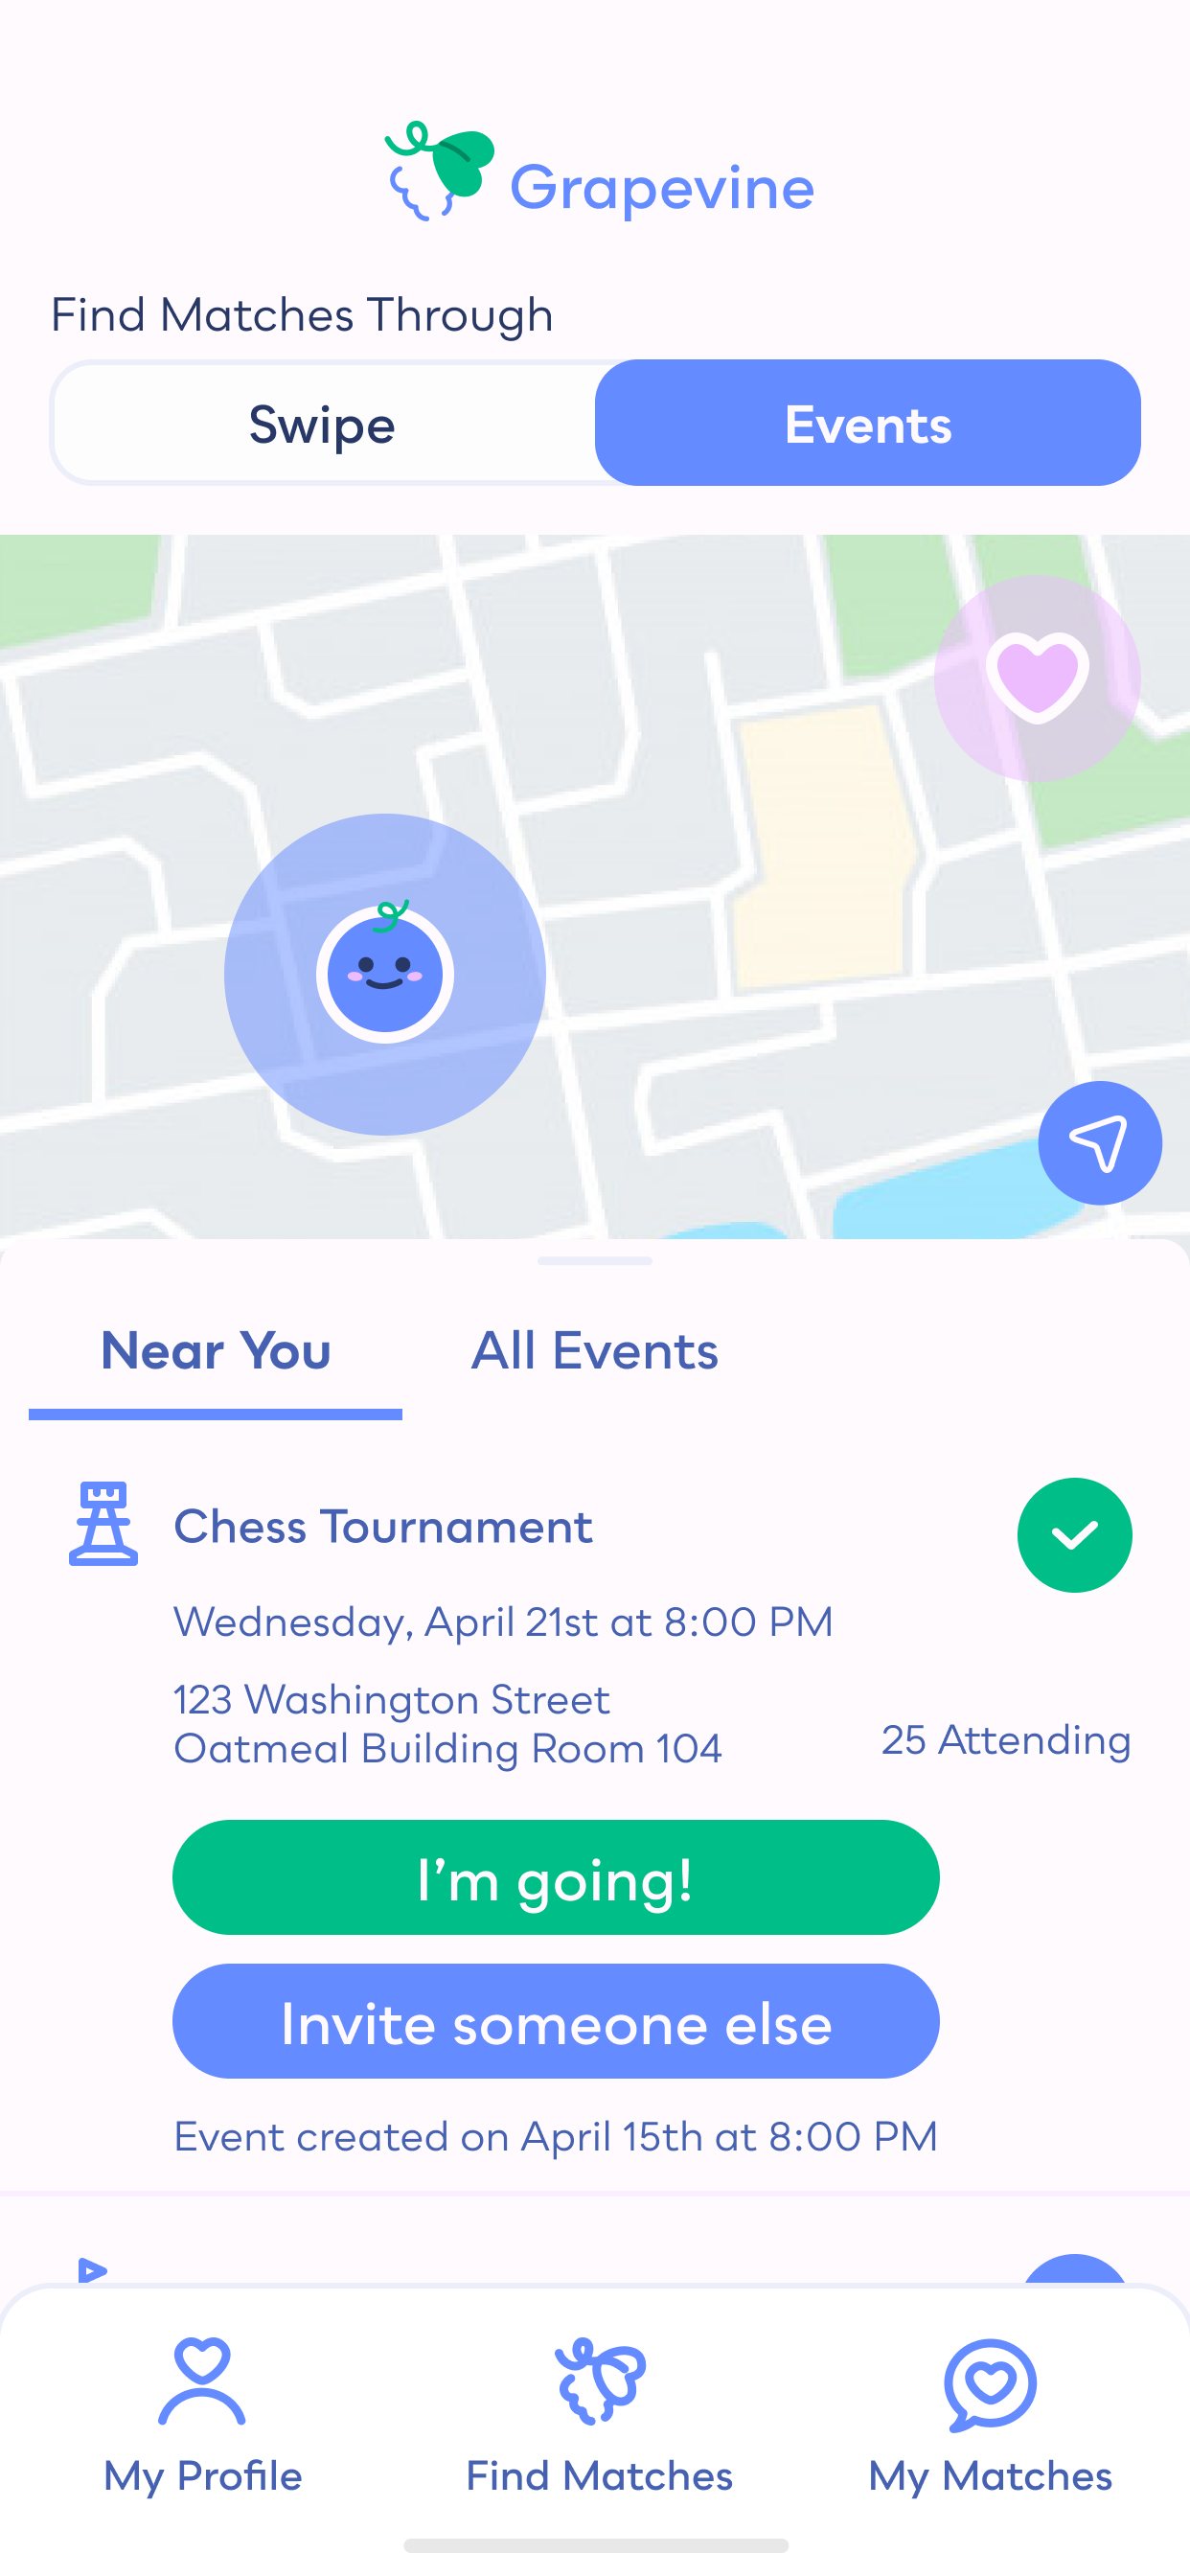 Grapevine
Find Matches Through
Swipe
Events
Near You
All Events
Chess Tournament
Wednesday, April 21st at 8:00 PM
123 Washington Street
Oatmeal Building Room 104
25 Attending
I’m going!
Invite someone else
Event created on April 15th at 8:00 PM
My Profile
Find Matches
My Matches